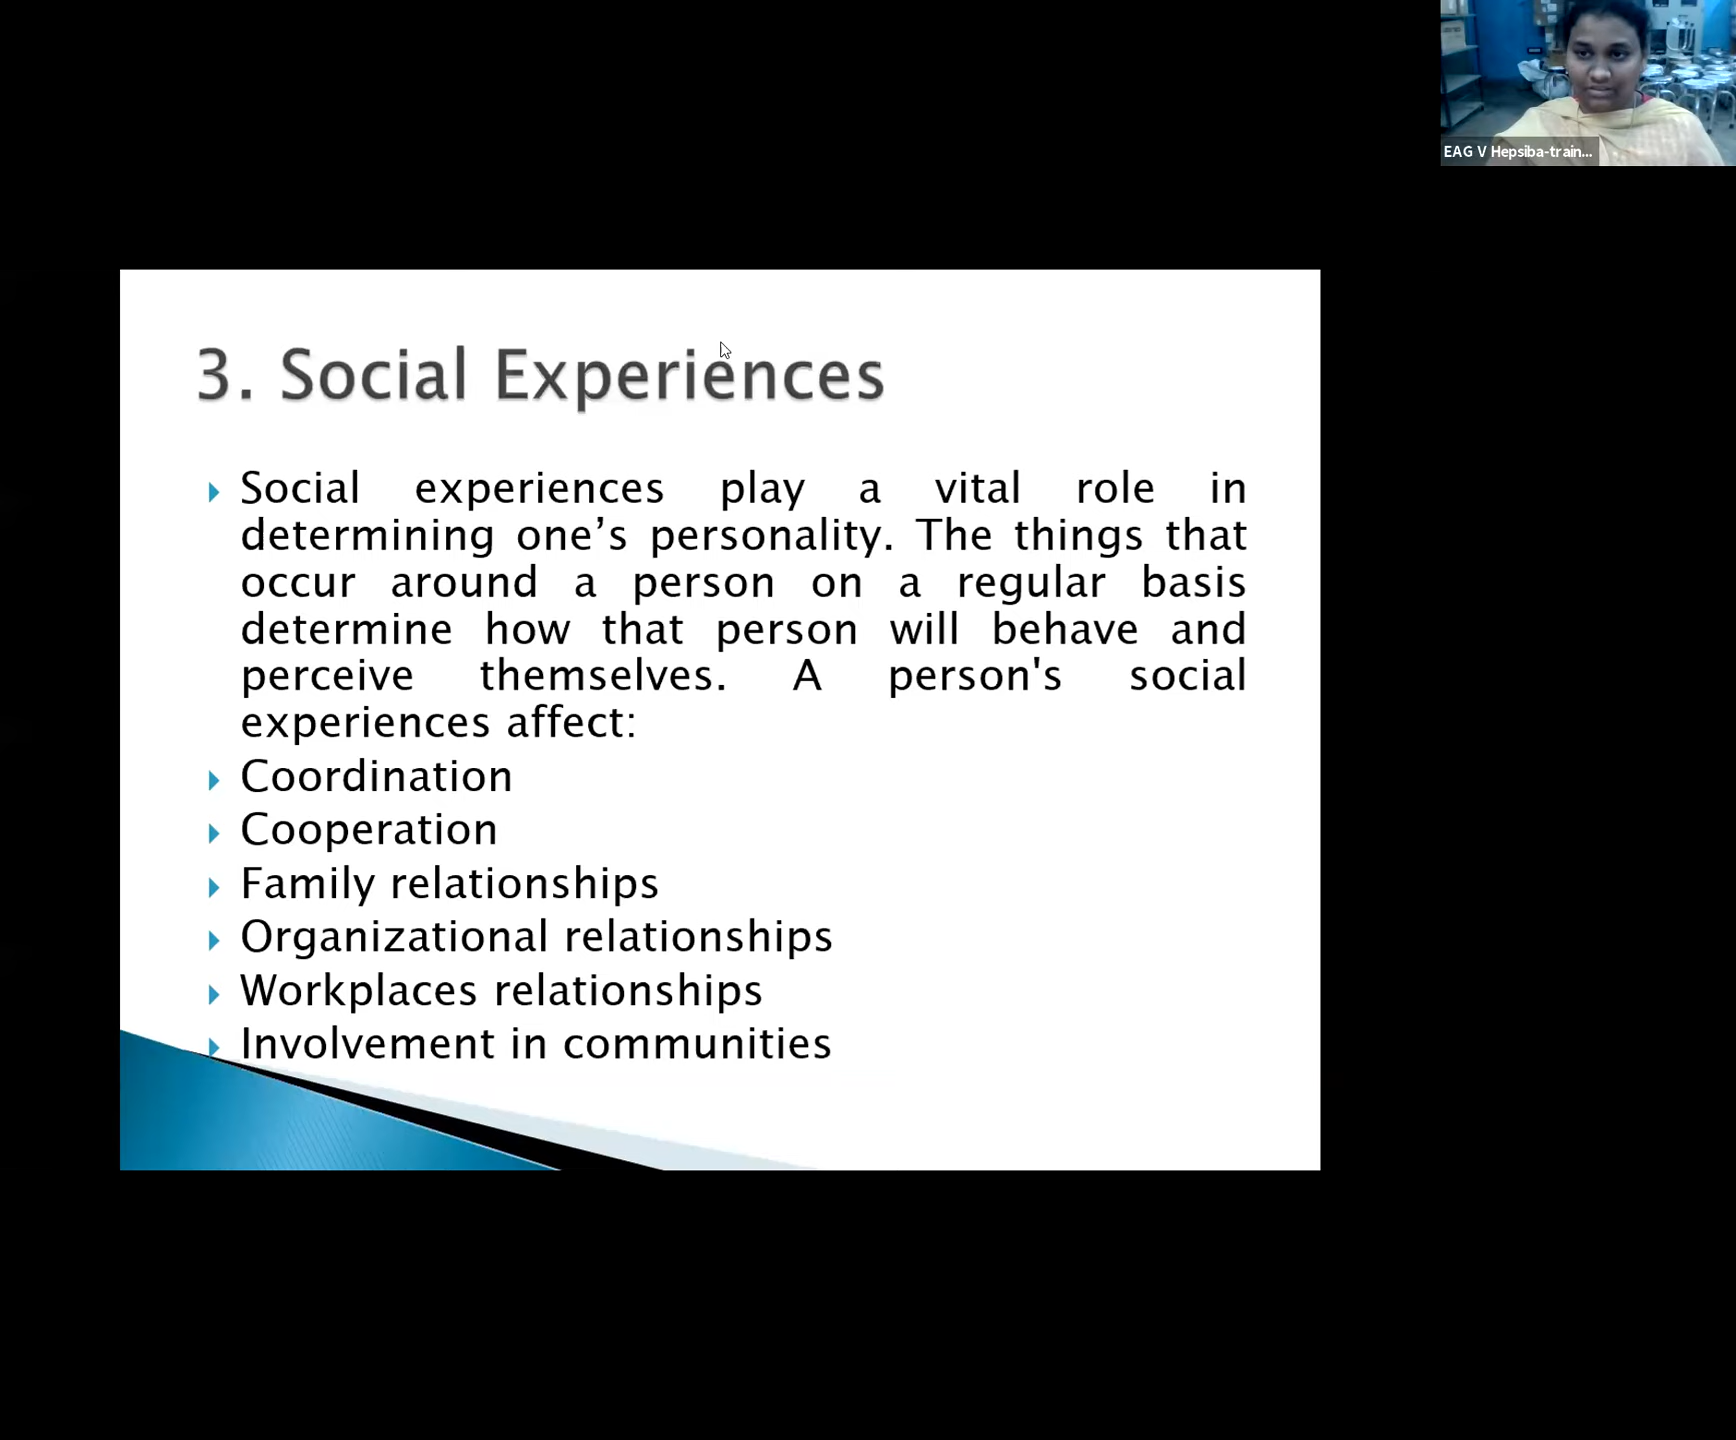 EAG V Hepsiba-train...
3. Social Experiences
Social experiences play a vital role in
determining one’s personality. The things that
occur around a person on a regular basis
determine how that person will behave and
perceive themselves. A person's social
experiences affect:
Coordination
Cooperation
Family relationships
Organizational relationships
Workplaces relationships
Involvement in communities